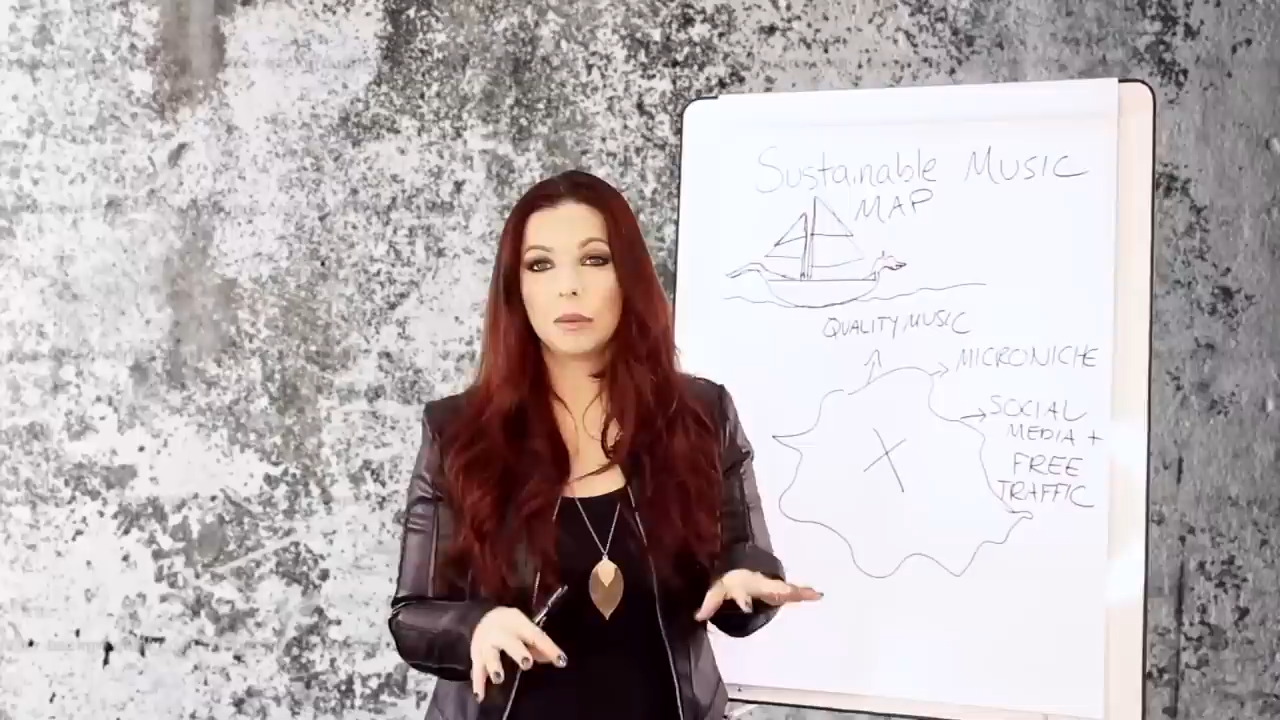 Sustainable Music
MAP
QUALITY MUSIC
MICRONICHE
SOCIAL
MEDIA +
FREE
TRAFFIC